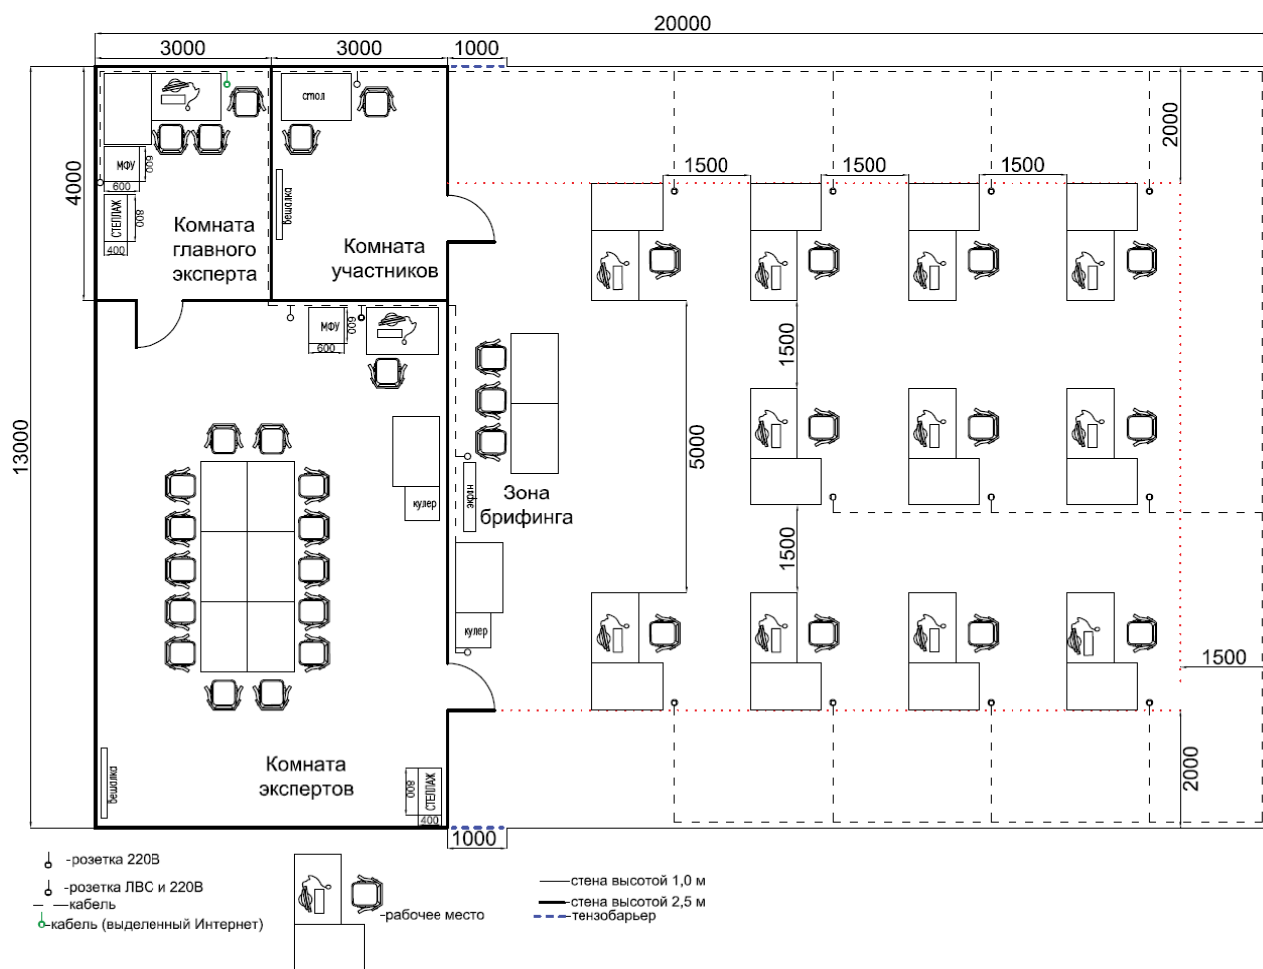 20000
3000
3000
1000
4000
13000
2000
1500
1500
1500
СТОЛ
МФУ
600
600
СТЕЛЛАЖ
800
400
вешалка
Комната
главного
эксперта
Комната
участников
МФУ
600
600
1500
5000
кулер
экран
Зона
брифинга
1500
кулер
1500
Комната
экспертов
вешалка
800
СТЕЛЛАЖ
400
2000
1000
-розетка 220В
-розетка ЛВС и 220В
-кабель
-кабель (выделенный Интернет)
-рабочее место
-стена высотой 1,0 м
-стена высотой 2,5 м
-тензобарьер